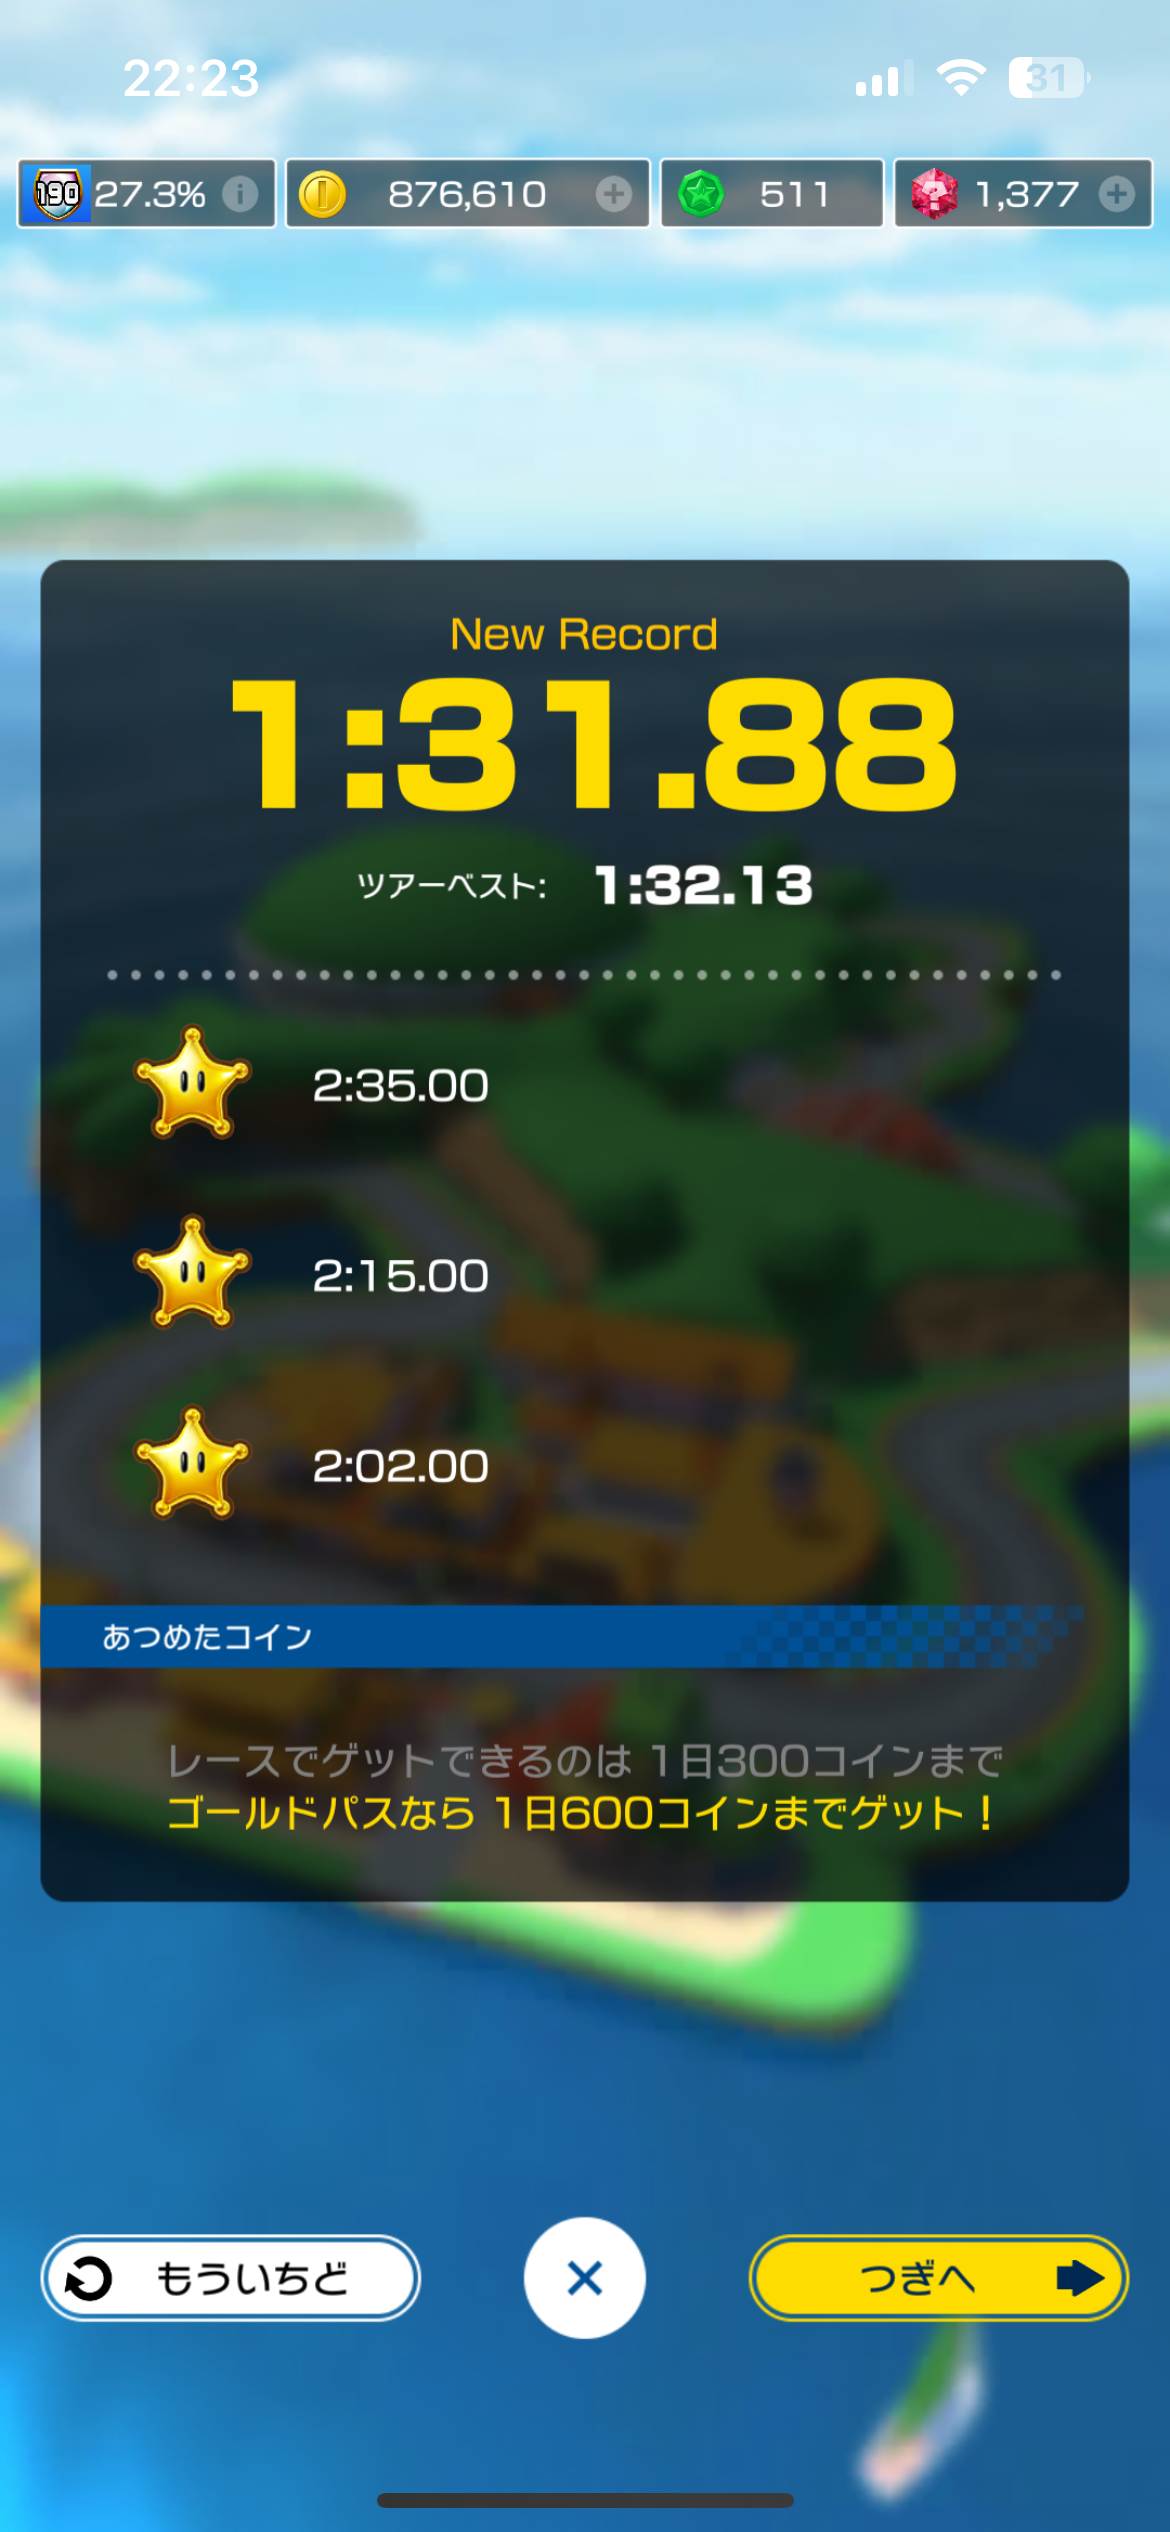 22:23
31
190 27.3% i 876,610 + 511 1,377 +
New Record
1:31.88
ツアーベスト: 1:32.13
2:35.00
2:15.00
2:02.00
あつめたコイン
レースでゲットできるのは 1日300コインまで
ゴールドパスなら 1日600コインまでゲット！
もういちど × つぎへ